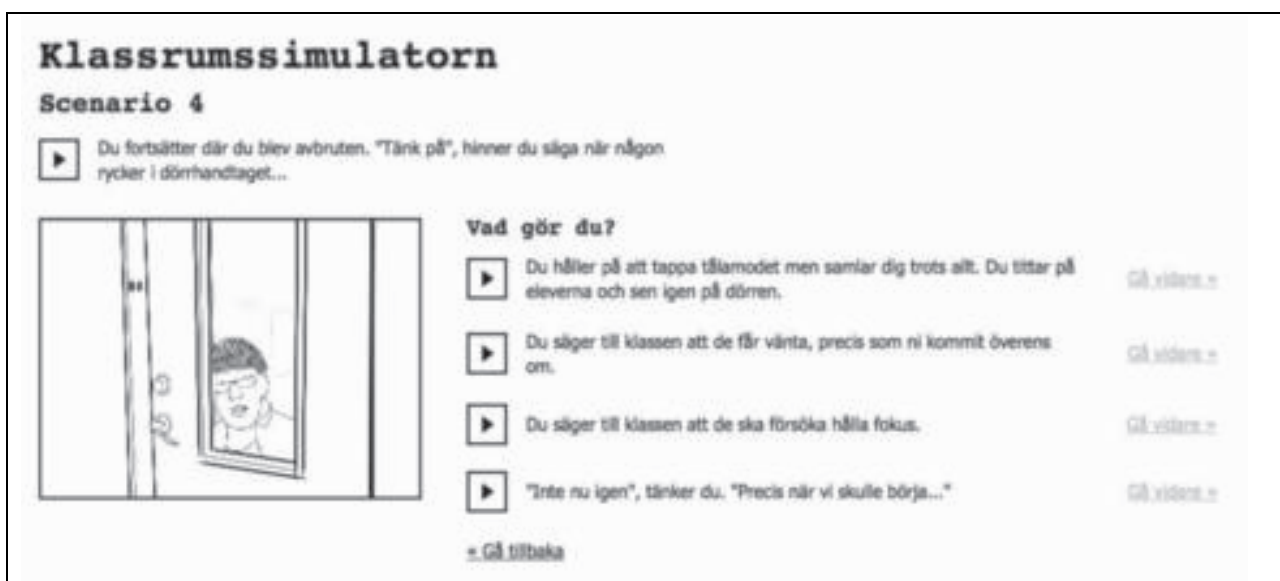 Klassrumssimulatorn
Scenario 4
Du fortsätter där du blev avbruten. "Tänk på", hinner du säga när någon
rycker i dörrhandtaget...
Vad gör du?
Du håller på att tappa tålamodet men samlar dig trots allt. Du tittar på
eleverna och sen igen på dörren.
Gå vidare »
Du säger till klassen att de får vänta, precis som ni kommit överens
om.
Gå vidare »
Du säger till klassen att de ska försöka hålla fokus.
Gå vidare »
"Inte nu igen", tänker du. "Precis när vi skulle börja..."
Gå vidare »
« Gå tillbaka